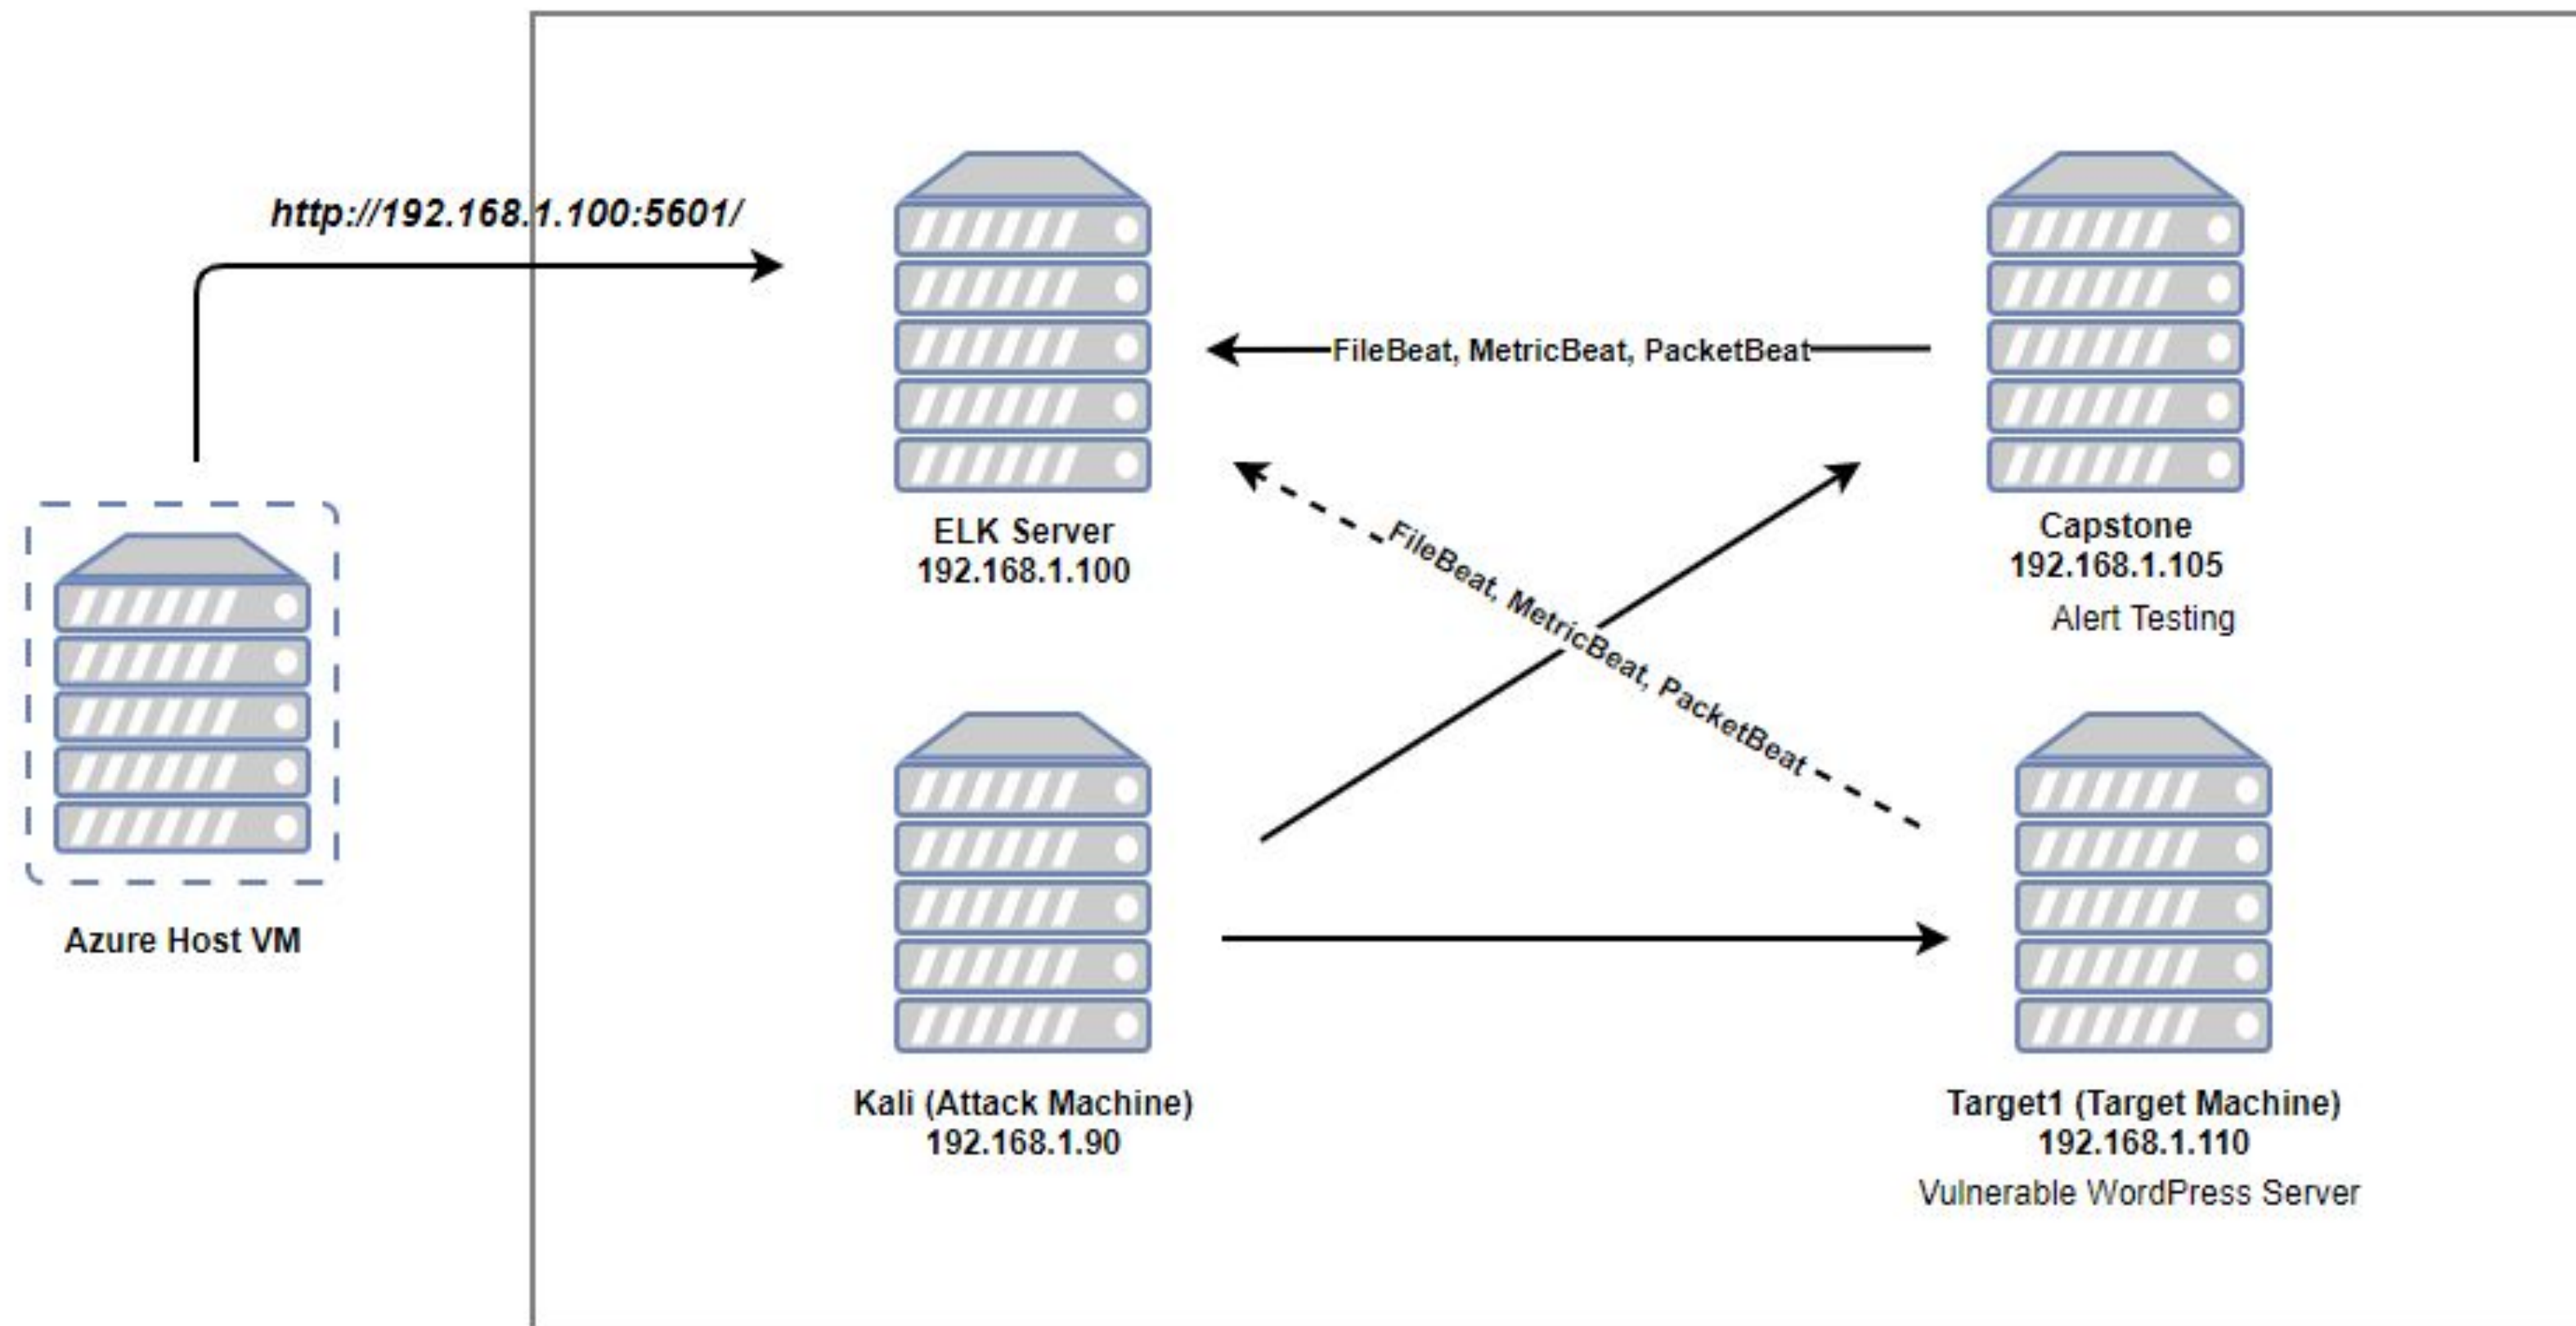 http://192.168.1.100:5601/
FileBeat, MetricBeat, PacketBeat
ELK Server
192.168.1.100
Capstone
192.168.1.105
Alert Testing
FileBeat, MetricBeat, PacketBeat
Azure Host VM
Kali (Attack Machine)
192.168.1.90
Target1 (Target Machine)
192.168.1.110
Vulnerable WordPress Server